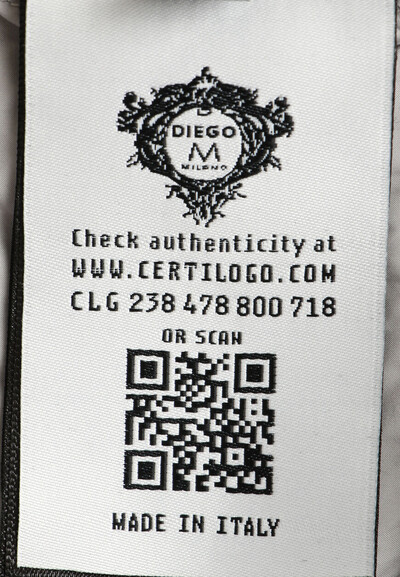 DIEGO
M
MILANO
Check authenticity at
WWW.CERTILOGO.COM
CLG 238 478 800 718
OR SCAN
MADE IN ITALY